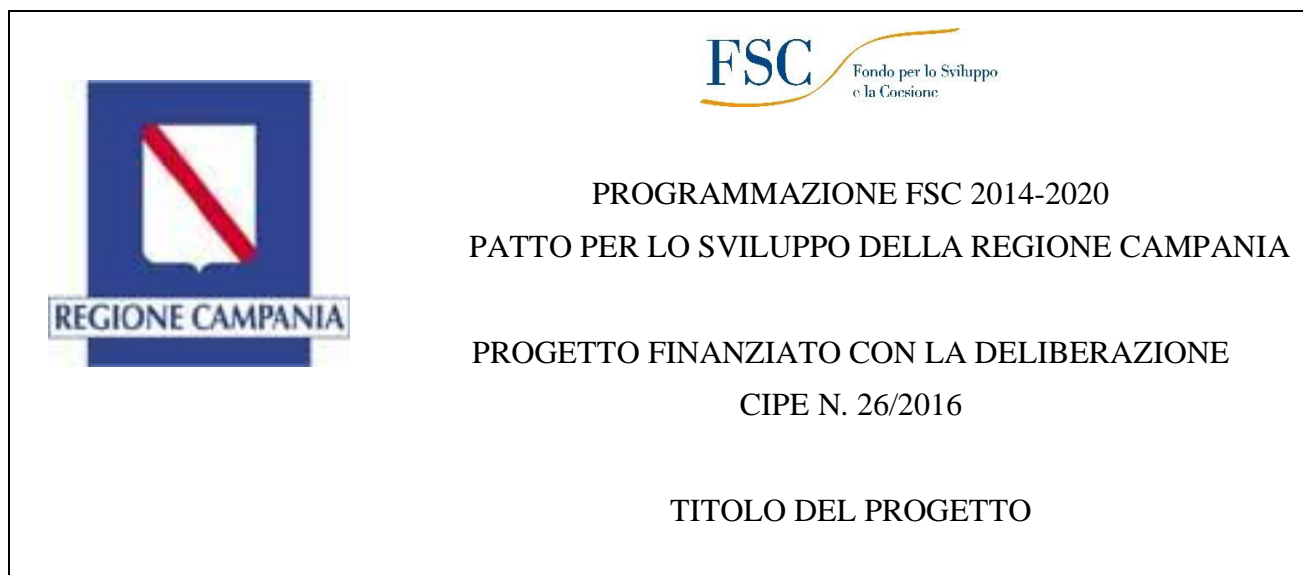 FSC
Fondo per lo Sviluppo
e la Coesione
REGIONE CAMPANIA
PROGRAMMAZIONE FSC 2014-2020
PATTO PER LO SVILUPPO DELLA REGIONE CAMPANIA
PROGETTO FINANZIATO CON LA DELIBERAZIONE
CIPE N. 26/2016
TITOLO DEL PROGETTO